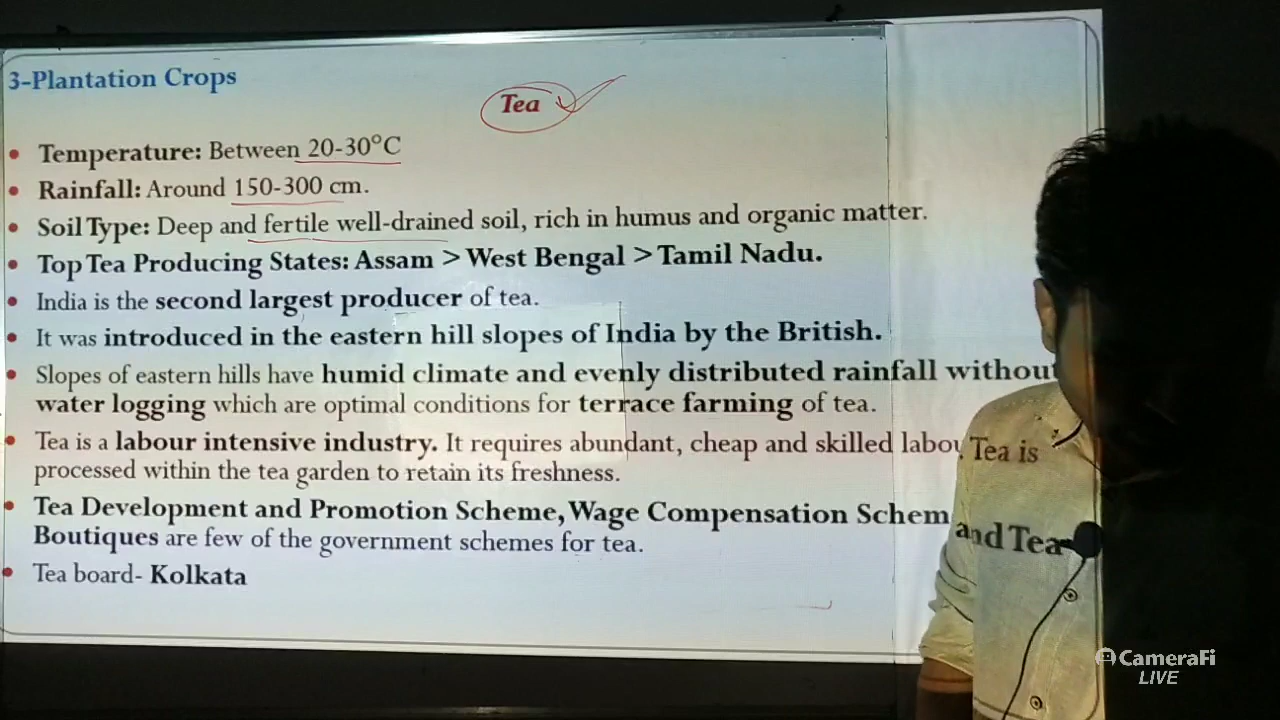 3-Plantation Crops
Tea
• Temperature: Between 20-30°C
• Rainfall: Around 150-300 cm.
• Soil Type: Deep and fertile well-drained soil, rich in humus and organic matter.
• Top Tea Producing States: Assam > West Bengal > Tamil Nadu.
• India is the second largest producer of tea.
• It was introduced in the eastern hill slopes of India by the British.
• Slopes of eastern hills have humid climate and evenly distributed rainfall without
water logging which are optimal conditions for terrace farming of tea.
• Tea is a labour intensive industry. It requires abundant, cheap and skilled labou Tea is
processed within the tea garden to retain its freshness.
• Tea Development and Promotion Scheme, Wage Compensation Schem and Tea
Boutiques are few of the government schemes for tea.
• Tea board- Kolkata
CameraFi
LIVE